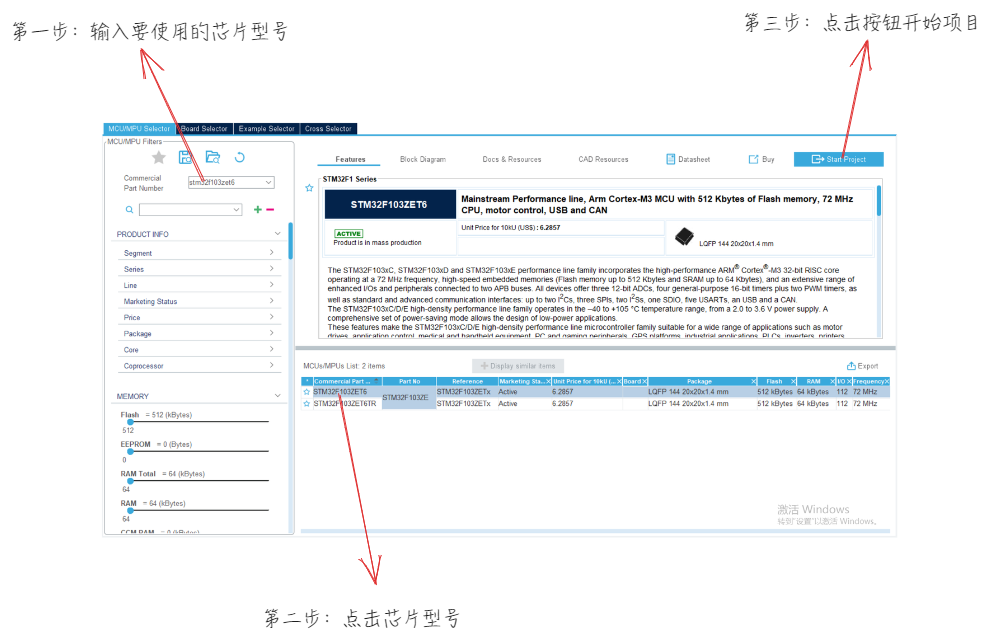 第一步：输入要使用的芯片型号
第三步：点击按钮开始项目
MCU/MPU Selector Board Selector Example Selector Cross Selector
MCU/MPU Filters
Features Block Diagram Docs & Resources CAD Resources Datasheet Buy Start Project
Commercial
Part Number
stm32f103zet6
STM32F1 Series
STM32F103ZET6
Mainstream Performance line, Arm Cortex-M3 MCU with 512 Kbytes of Flash memory, 72 MHz
CPU, motor control, USB and CAN
ACTIVE
Product is in mass production
Unit Price for 10kU (US$) : 6.2857
LQFP 144 20x20x1.4 mm
The STM32F103xC, STM32F103xD and STM32F103xE performance line family incorporates the high-performance ARM® Cortex®-M3 32-bit RISC core
operating at a 72 MHz frequency, high-speed embedded memories (Flash memory up to 512 Kbytes and SRAM up to 64 Kbytes), and an extensive range of
enhanced I/Os and peripherals connected to two APB buses. All devices offer three 12-bit ADCs, four general-purpose 16-bit timers plus two PWM timers, as
well as standard and advanced communication interfaces: up to two I²Cs, three SPIs, two I²Ss, one SDIO, five USARTs, an USB and a CAN.
The STM32F103xC/D/E high-density performance line family operates in the –40 to +105 °C temperature range, from a 2.0 to 3.6 V power supply. A
comprehensive set of power-saving mode allows the design of low-power applications.
These features make the STM32F103xC/D/E high-density performance line microcontroller family suitable for a wide range of applications such as motor
drives, application control, medical and handheld equipment, PC and gaming peripherals, GPS platforms, industrial applications, PLCs, inverters, printers
PRODUCT INFO
Segment
Series
Line
Marketing Status
Price
Package
Core
Coprocessor
MEMORY
Flash = 512 (kBytes)
512
EEPROM = 0 (Bytes)
0
RAM Total = 64 (kBytes)
64
RAM = 64 (kBytes)
64
CCM RAM = 0 (kBytes)
MCUs/MPUs List: 2 items
Display similar items
Export
* Commercial Part ... Part No Reference Marketing Sta... Unit Price for 10kU (... Board Package Flash RAM I/O Frequency
STM32F103ZET6 STM32F103ZE STM32F103ZETx Active 6.2857 LQFP 144 20x20x1.4 mm 512 kBytes 64 kBytes 112 72 MHz
STM32F103ZET6TR STM32F103ZETx Active 6.2857 LQFP 144 20x20x1.4 mm 512 kBytes 64 kBytes 112 72 MHz
激活 Windows
转到"设置"以激活 Windows。
第二步：点击芯片型号